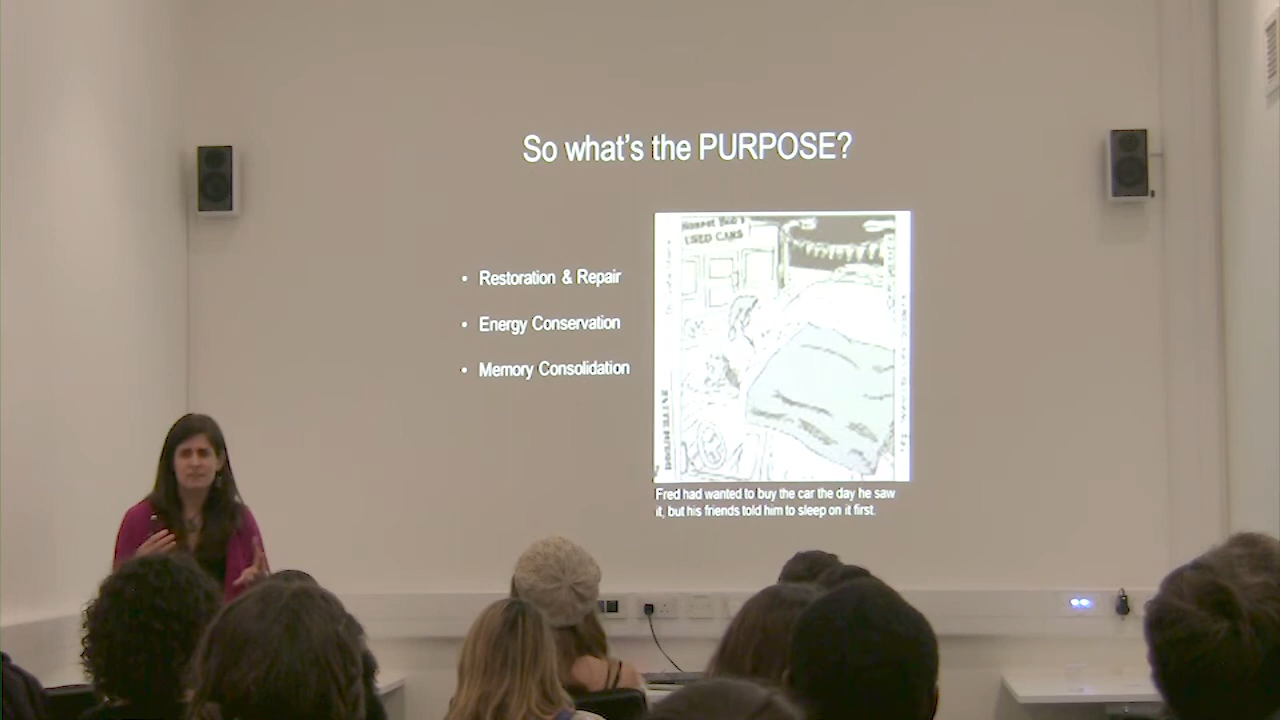 So what's the PURPOSE?
USED CARS
• Restoration & Repair
• Energy Conservation
• Memory Consolidation
Fred had wanted to buy the car the day he saw
it, but his friends told him to sleep on it first.